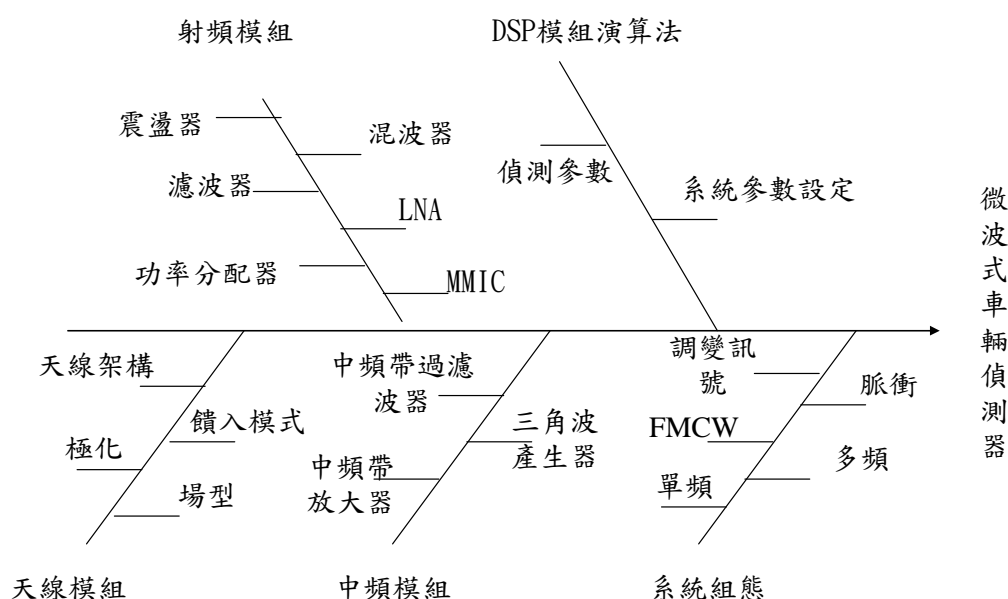 射頻模組
DSP模組演算法
震盪器
混波器
濾波器
LNA
功率分配器
MMIC
偵測參數
系統參數設定
微波式車輛偵測器
天線架構
饋入模式
極化
場型
中頻帶過濾
波器
三角波
產生器
中頻帶
放大器
調變訊
號
脈衝
FMCW
多頻
單頻
天線模組
中頻模組
系統組態